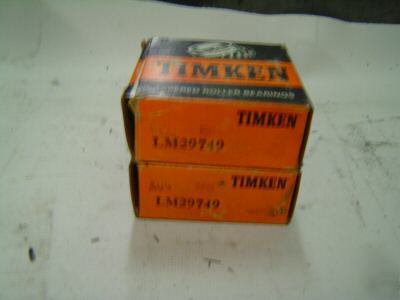 TIMKEN
TAPERED ROLLER BEARINGS
TIMKEN
LM29749
TIMKEN
LM29749